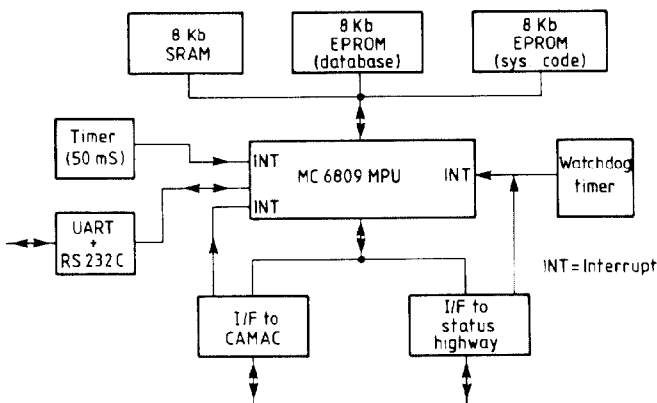 8 Kb
SRAM
8 Kb
EPROM
(database)
8 Kb
EPROM
(sys code)
Timer
(50 mS)
INT
MC 6809 MPU
INT
INT
Watchdog
timer
UART
+
RS 232C
INT = Interrupt
I/F to
CAMAC
I/F to
status
highway